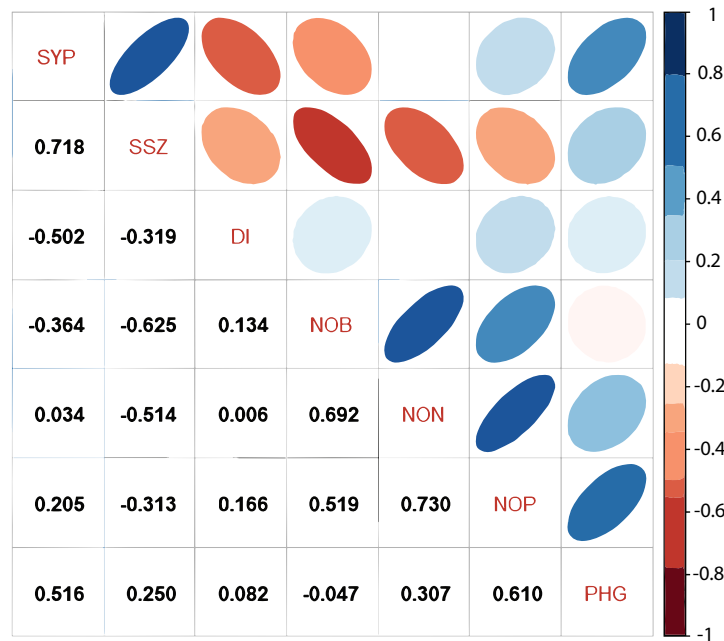 SYP
0.718 SSZ
-0.502 -0.319 DI
-0.364 -0.625 0.134 NOB
0.034 -0.514 0.006 0.692 NON
0.205 -0.313 0.166 0.519 0.730 NOP
0.516 0.250 0.082 -0.047 0.307 0.610 PHG
1
0.8
0.6
0.4
0.2
0
-0.2
-0.4
-0.6
-0.8
-1